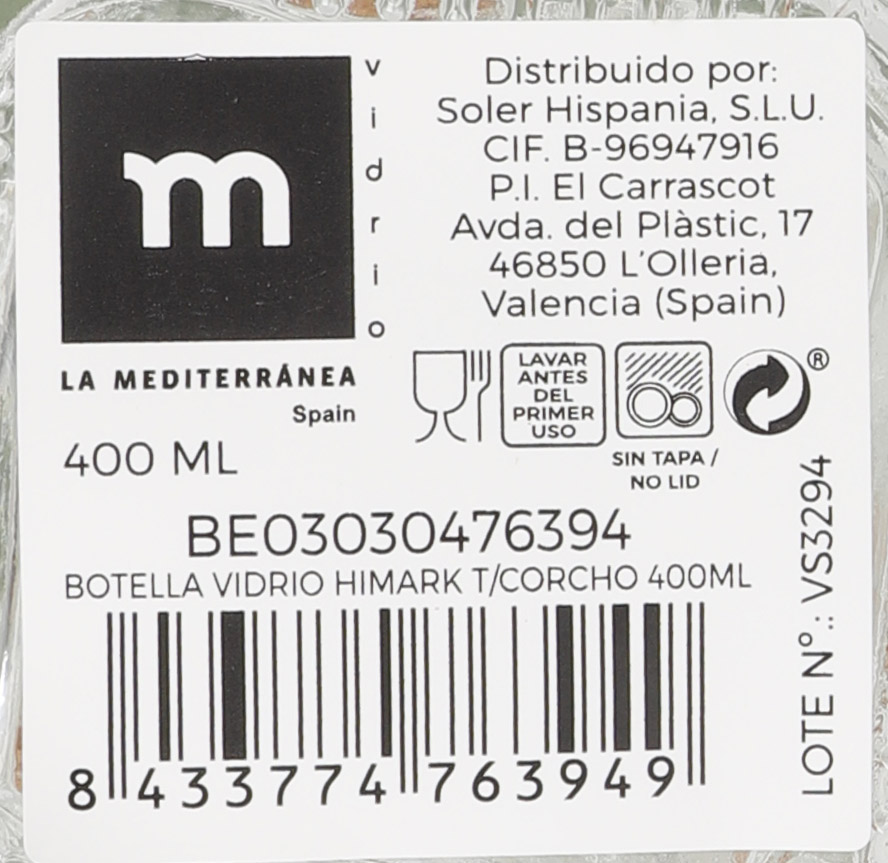 m
vidrio
LA MEDITERRÁNEA
Spain
400 ML
Distribuido por:
Soler Hispania, S.L.U.
CIF. B-96947916
P.I. El Carrascot
Avda. del Plàstic, 17
46850 L'Olleria,
Valencia (Spain)
LAVAR
ANTES
DEL
PRIMER
USO
SIN TAPA /
NO LID
®
BE03030476394
BOTELLA VIDRIO HIMARK T/CORCHO 400ML
8 433774 763949
LOTE Nº.: VS3294